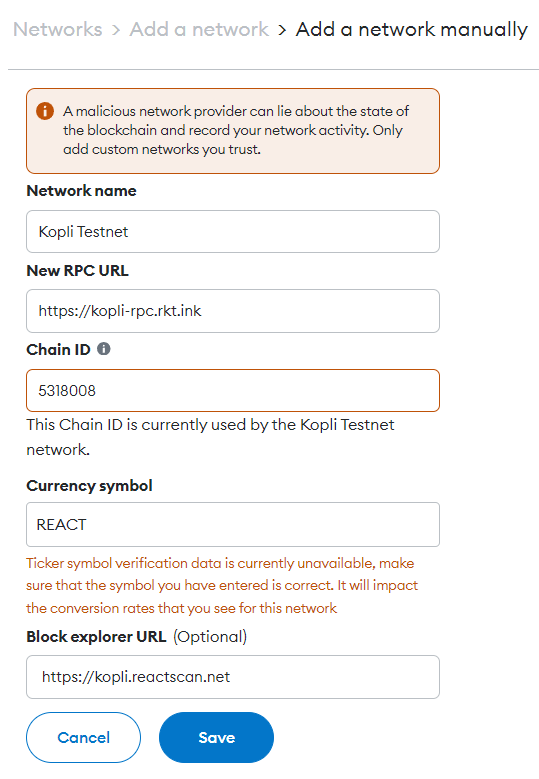 Networks > Add a network > Add a network manually
A malicious network provider can lie about the state of
the blockchain and record your network activity. Only
add custom networks you trust.
Network name
Kopli Testnet
New RPC URL
https://kopli-rpc.rkt.ink
Chain ID
5318008
This Chain ID is currently used by the Kopli Testnet
network.
Currency symbol
REACT
Ticker symbol verification data is currently unavailable, make
sure that the symbol you have entered is correct. It will impact
the conversion rates that you see for this network
Block explorer URL (Optional)
https://kopli.reactscan.net
Cancel Save